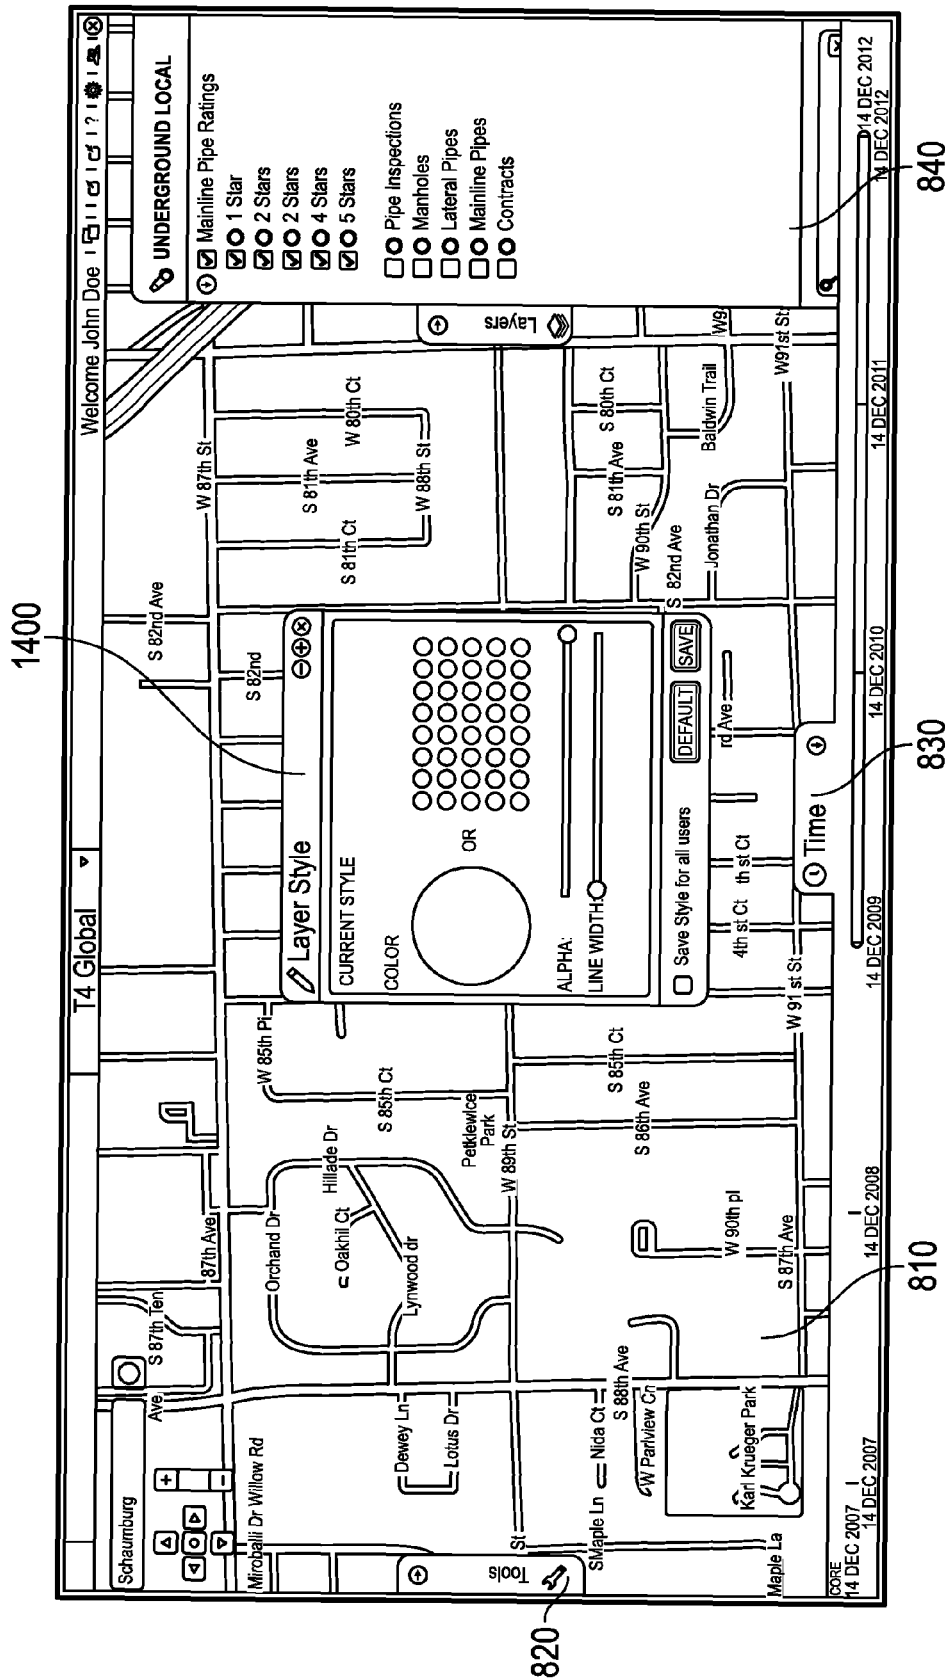 T4 Global
Welcome John Doe
?
Schaumburg
+
-
UNDERGROUND LOCAL
Mainline Pipe Ratings
1 Star
2 Stars
2 Stars
4 Stars
5 Stars
Pipe Inspections
Manholes
Lateral Pipes
Mainline Pipes
Contracts
Layers
Tools
Layer Style
CURRENT STYLE
COLOR
OR
ALPHA:
LINE WIDTH:
Save Style for all users
DEFAULT
SAVE
Ave
S 87th Ten
87th Ave
S 82nd Ave
S 82nd
W 87th St
Miroballi Dr Willow Rd
Orchand Dr
Hillade Dr
Oakhil Ct
Lynwood dr
W 85th Pi
S 85th Ct
Petklewice
Park
W 89th St
S 81th Ct
S 81th Ave
W 80th Ct
W 88th St
Dewey Ln
Lotus Dr
St
SMaple Ln
Nida Ct
S 88th Ave
W Parlview Cn
Karl Krueger Park
Maple La
S 86th Ave
S 85th Ct
W 90th pl
S 87th Ave
W 91 st St
4th st Ct
th st Ct
rd Ave
S 82nd Ave
W 90th St
S 81th Ave
S 80th Ct
Jonathan Dr
Baldwin Trail
W9
W91st St
Time
CORE
14 DEC 2007
14 DEC 2007
14 DEC 2008
14 DEC 2009
14 DEC 2010
14 DEC 2011
14 DEC 2012
14 DEC 2012
1400
820
810
830
840